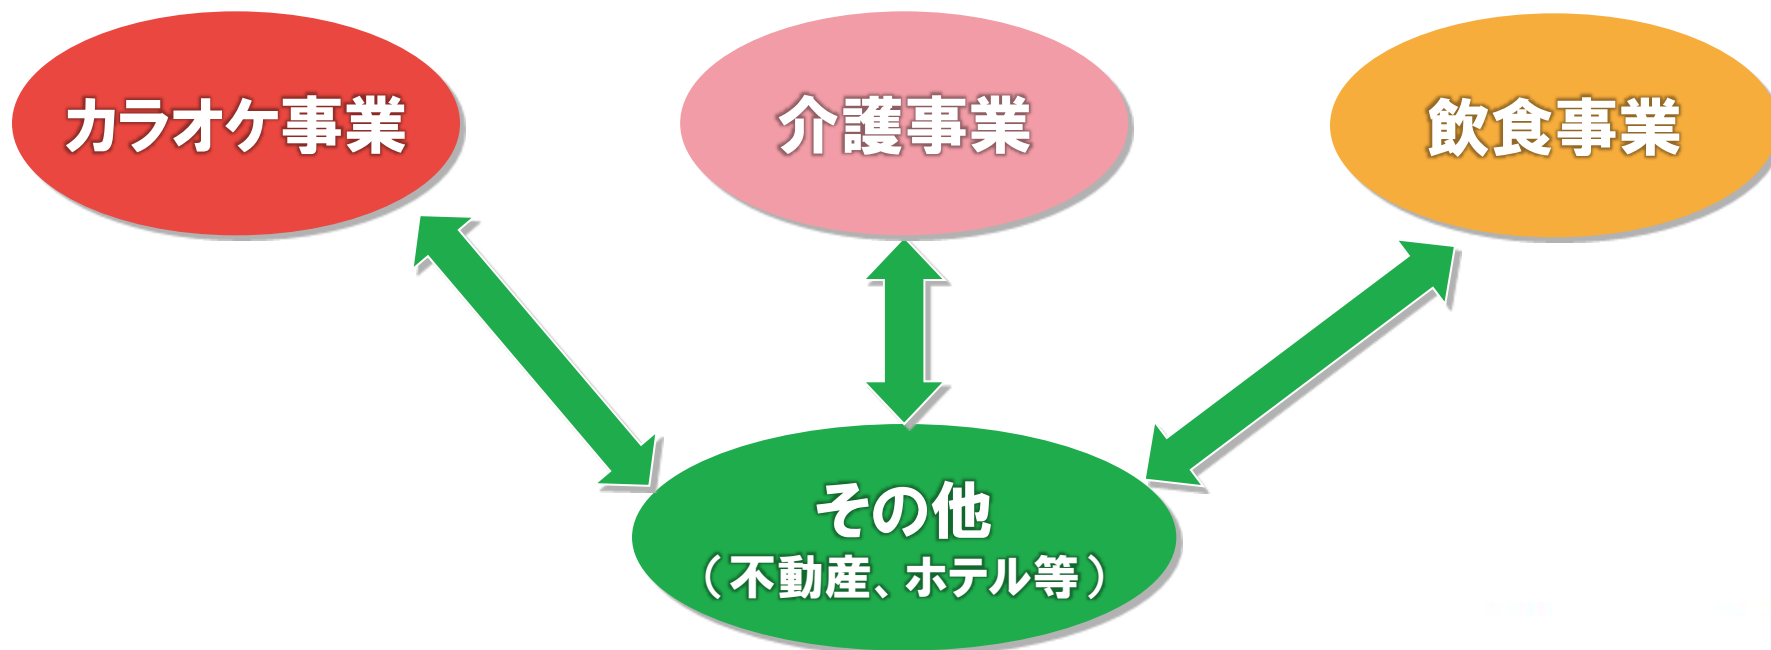 カラオケ事業
介護事業
飲食事業
その他
（不動産、ホテル等）